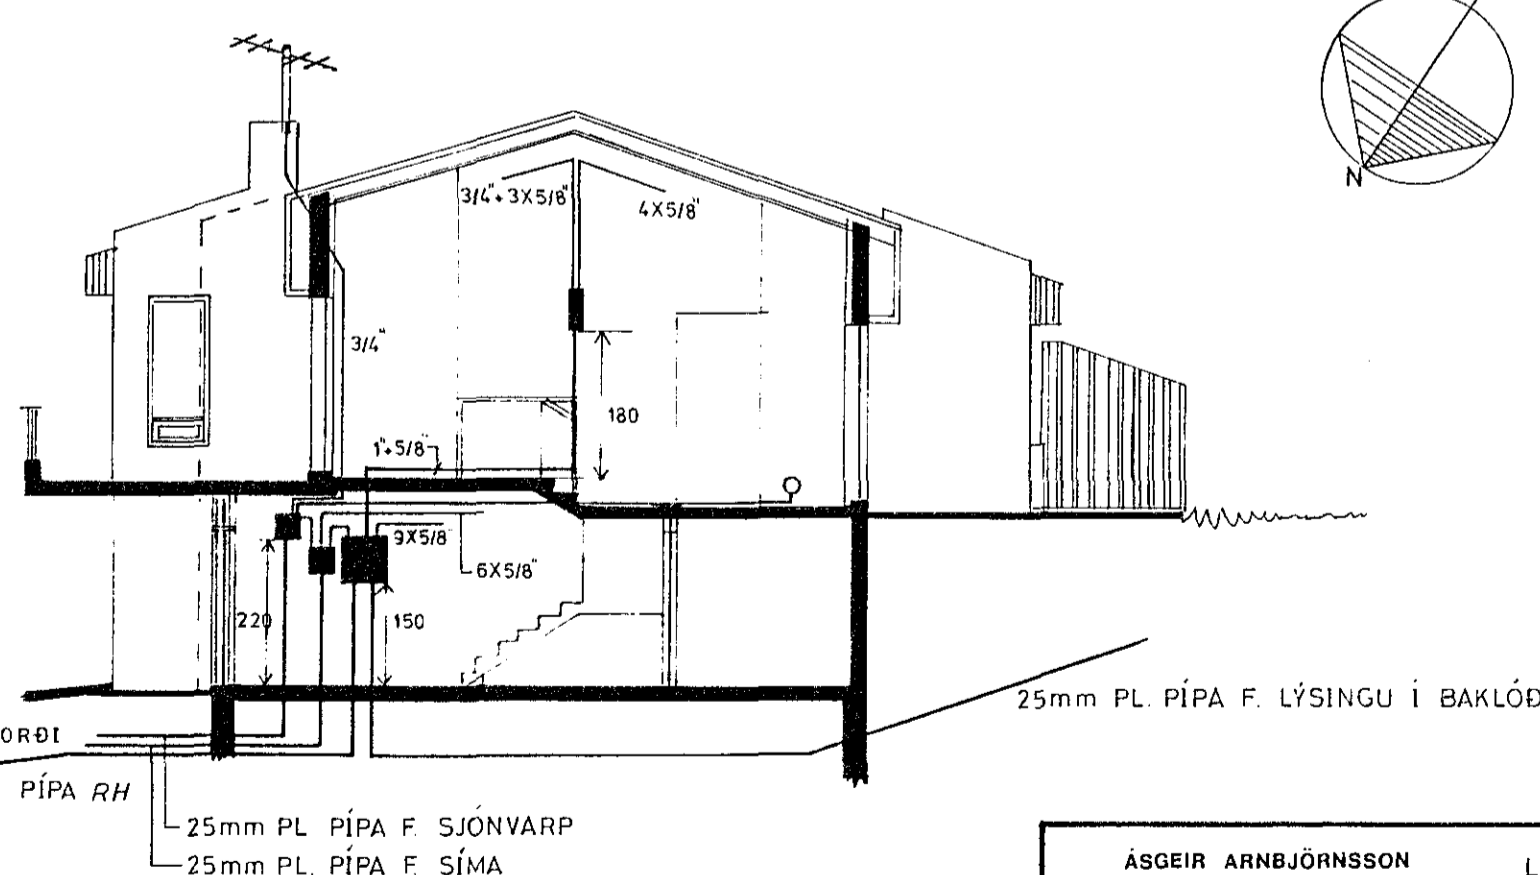 N
3/4"+3X5/8"
4X5/8"
3/4"
180
1"+5/8"
9X5/8"
6X5/8"
220
150
25mm PL. PÍPA F. LÝSINGU Í BAKLÓÐ
ORÐI
PÍPA RH
25mm PL PÍPA F. SJÓNVARP
25mm PL. PÍPA F. SÍMA
ÁSGEIR ARNBJÖRNSSON
L